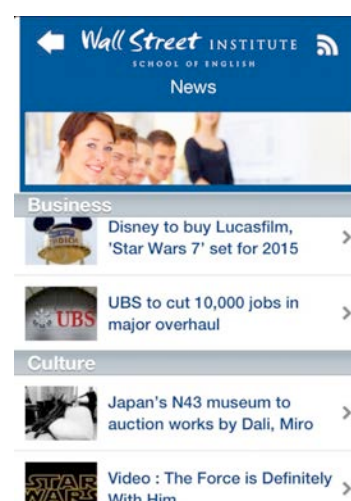 Wall Street INSTITUTE
SCHOOL OF ENGLISH
News
Business
Disney to buy Lucasfilm,
'Star Wars 7' set for 2015
UBS
UBS to cut 10,000 jobs in
major overhaul
Culture
Japan's N43 museum to
auction works by Dali, Miro
STAR
WARS
Video : The Force is Definitely
With Him